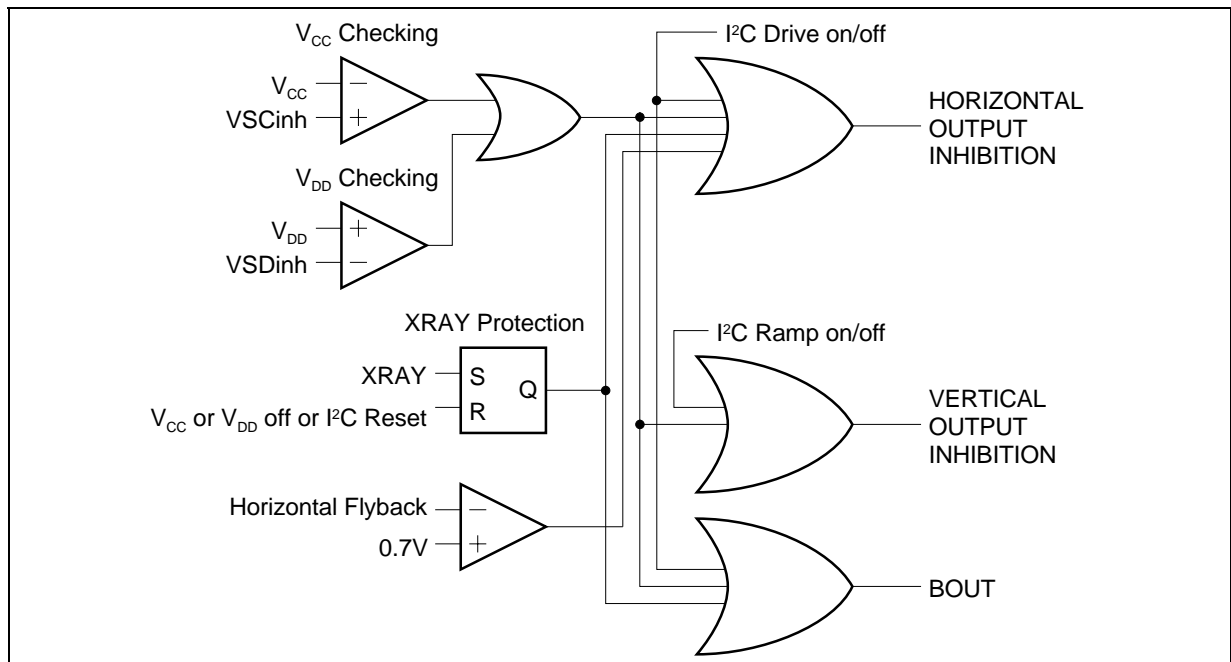 V_CC Checking
V_CC
−
VSCinh
+
V_DD Checking
V_DD
+
VSDinh
−
I²C Drive on/off
HORIZONTAL
OUTPUT
INHIBITION
XRAY Protection
XRAY
S
Q
V_CC or V_DD off or I²C Reset
R
I²C Ramp on/off
VERTICAL
OUTPUT
INHIBITION
Horizontal Flyback
−
0.7V
+
BOUT